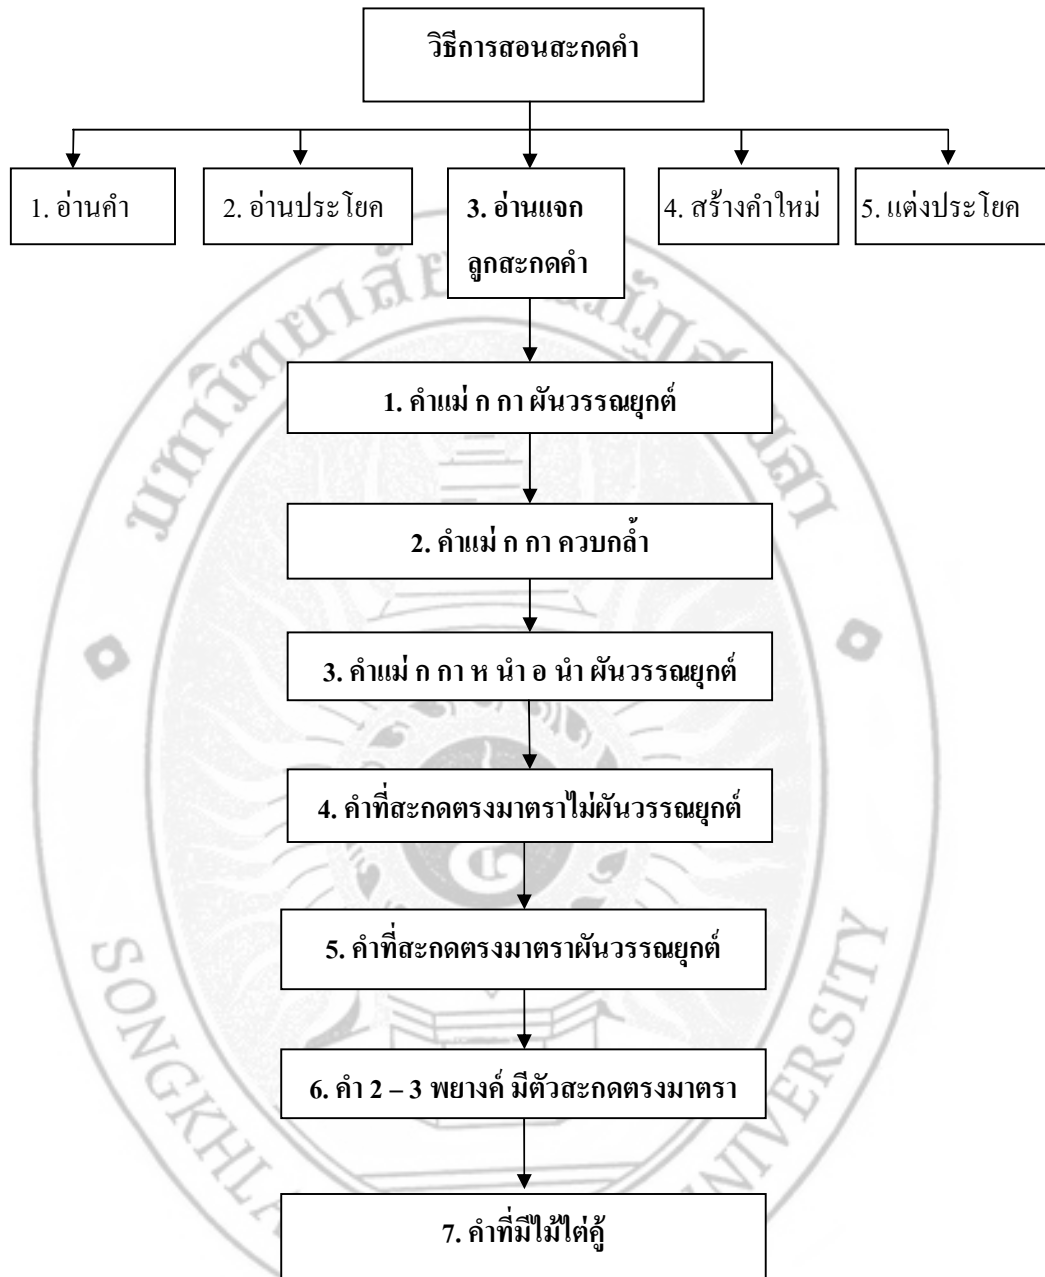 วิธีการสอนสะกดคำ
1. อ่านคำ
2. อ่านประโยค
3. อ่านแจก
ลูกสะกดคำ
4. สร้างคำใหม่
5. แต่งประโยค
1. คำแม่ ก กา ผันวรรณยุกต์
2. คำแม่ ก กา ควบกล้ำ
3. คำแม่ ก กา ห นำ อ นำ ผันวรรณยุกต์
4. คำที่สะกดตรงมาตราไม่ผันวรรณยุกต์
5. คำที่สะกดตรงมาตราผันวรรณยุกต์
6. คำ 2 – 3 พยางค์ มีตัวสะกดตรงมาตรา
7. คำที่มีไม้ไต่คู้
SONGKHLA